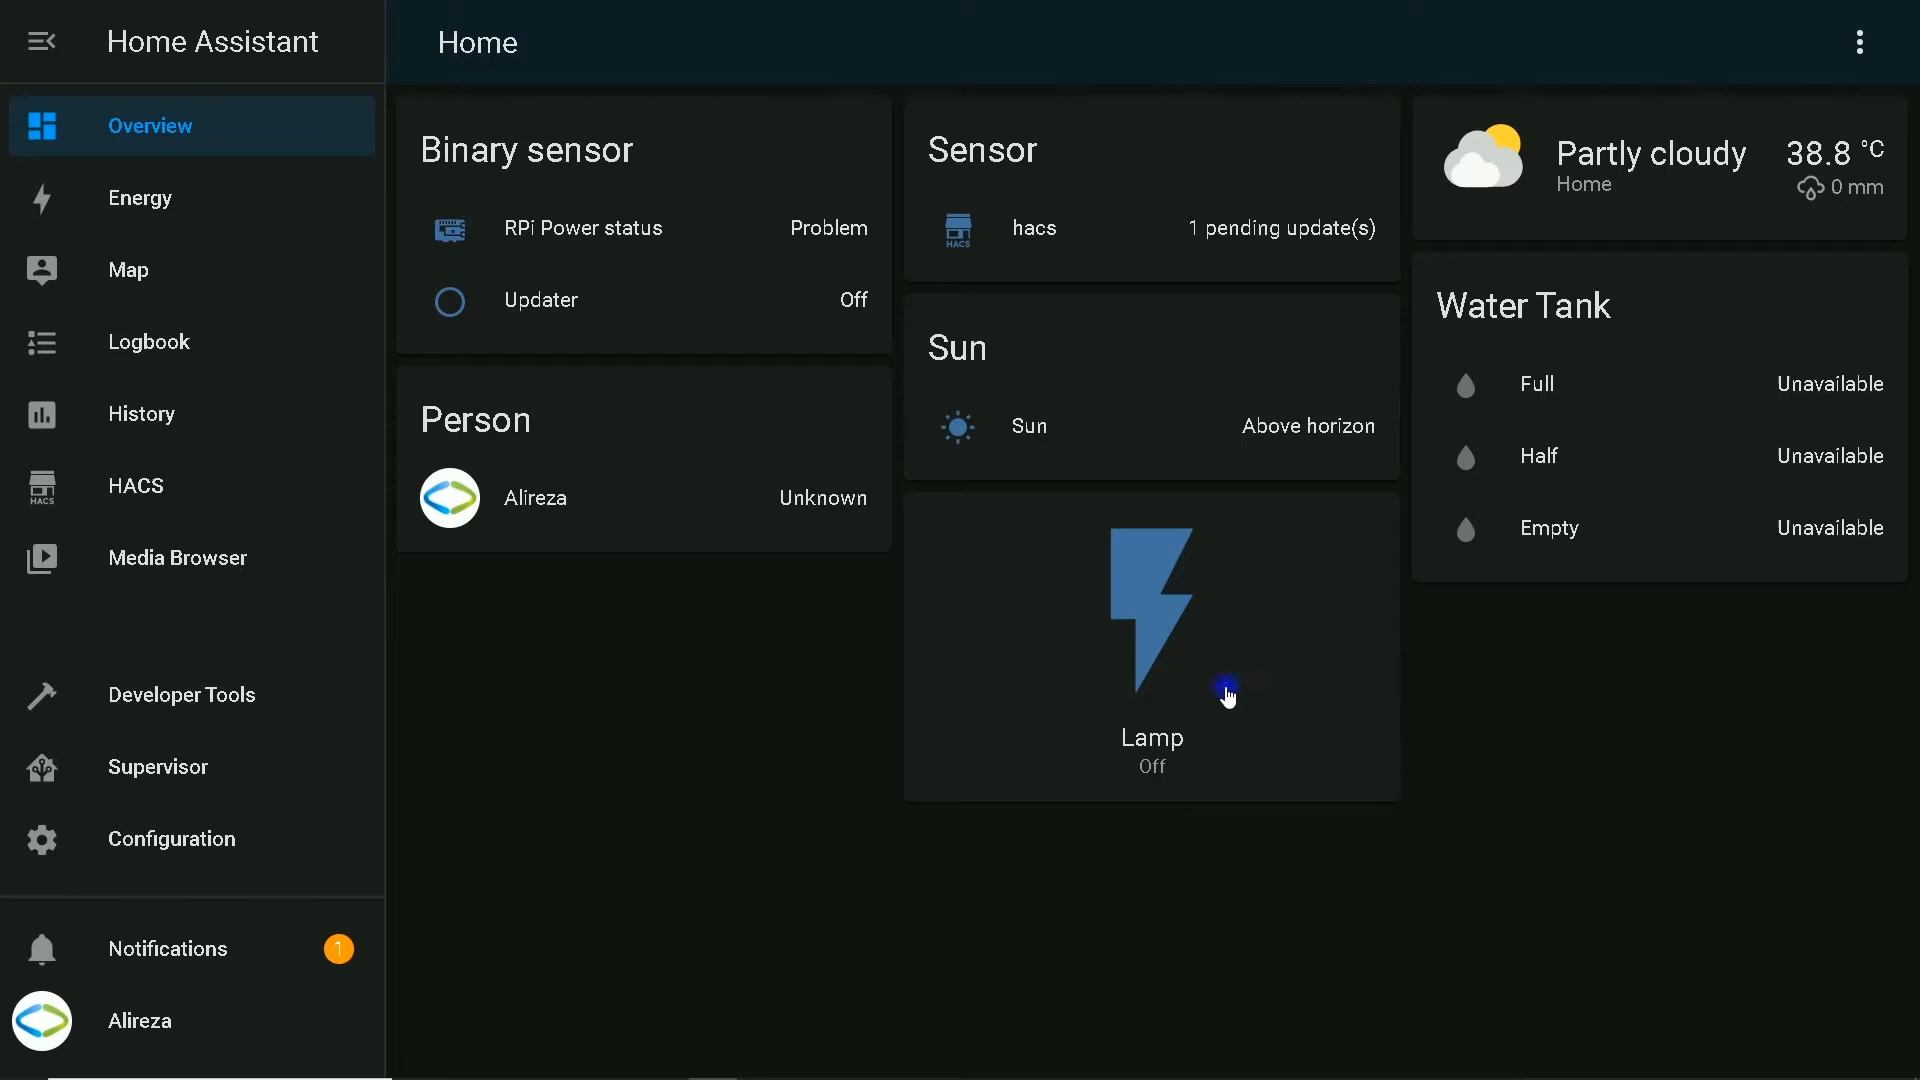 Home Assistant
Home
Overview
Energy
Map
Logbook
History
HACS
HACS
Media Browser
Developer Tools
Supervisor
Configuration
Notifications
1
Alireza
Binary sensor
RPi Power status Problem
Updater Off
Person
Alireza Unknown
Sensor
HACS
hacs 1 pending update(s)
Sun
Sun Above horizon
Lamp
Off
Partly cloudy 38.8 °C
Home 0 mm
Water Tank
Full Unavailable
Half Unavailable
Empty Unavailable